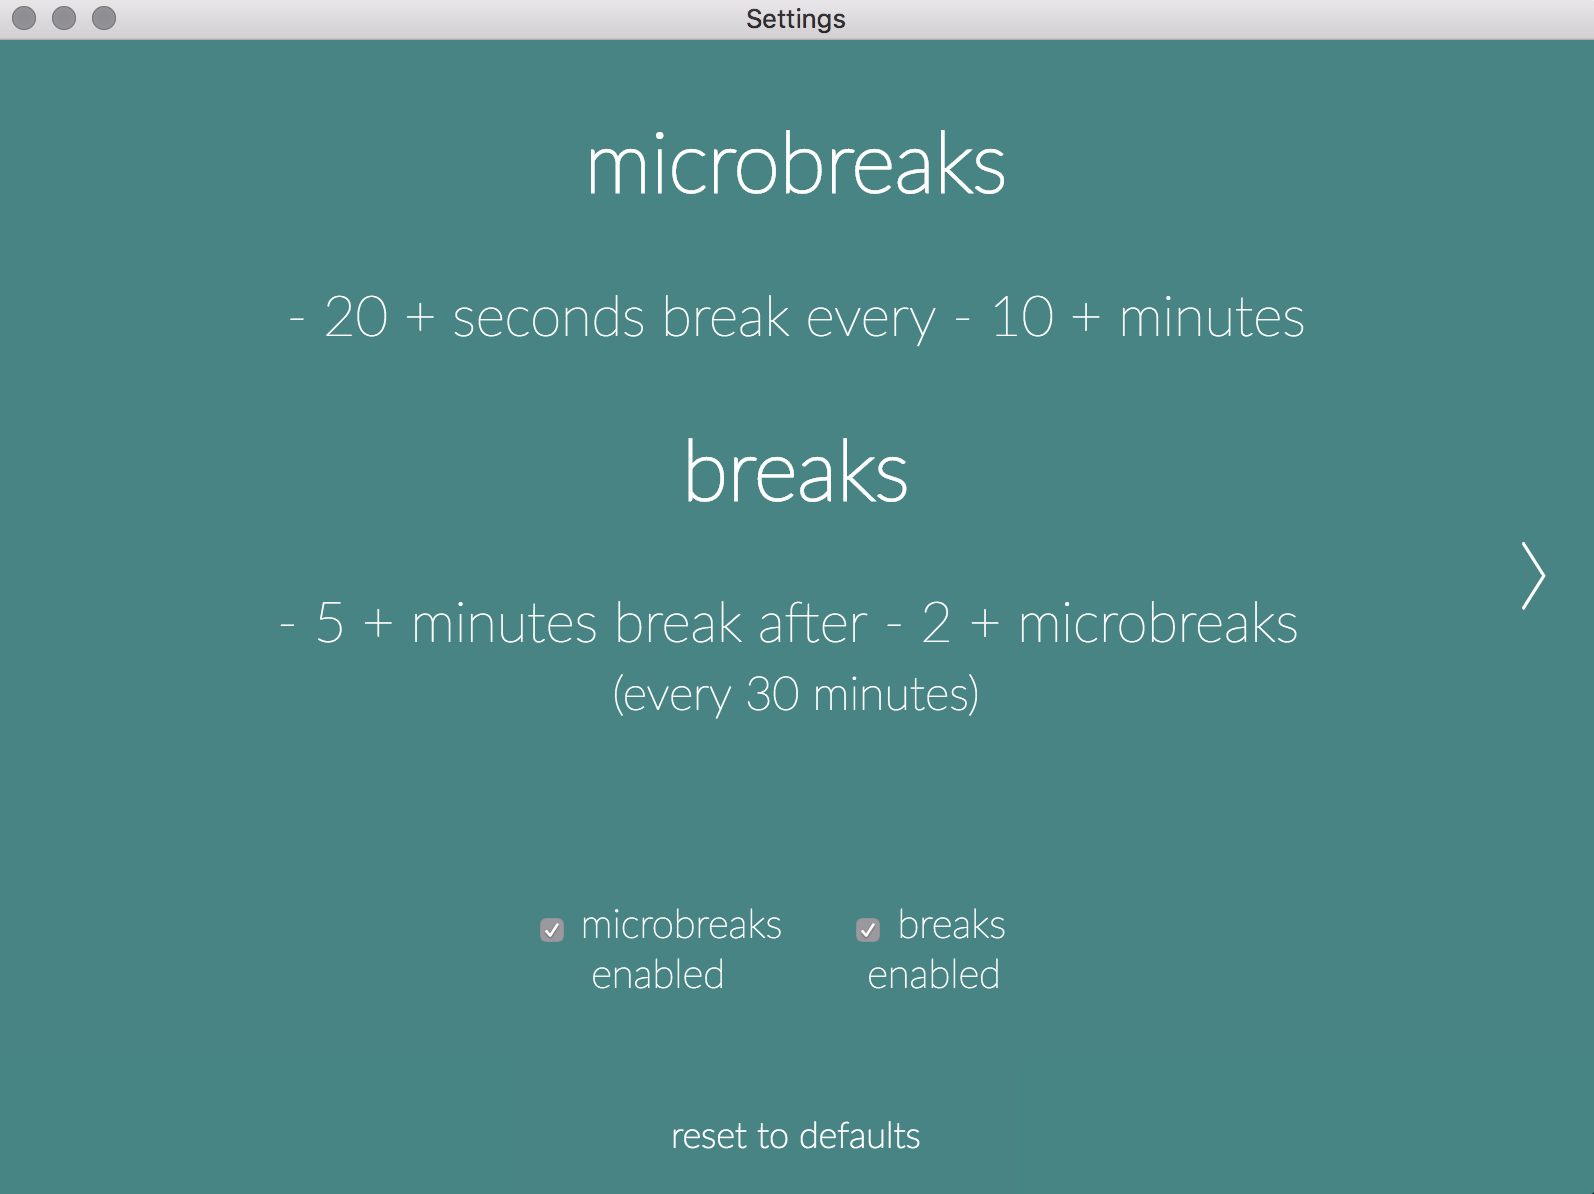 Settings
microbreaks
- 20 + seconds break every - 10 + minutes
breaks
- 5 + minutes break after - 2 + microbreaks
(every 30 minutes)
microbreaks enabled
breaks enabled
reset to defaults